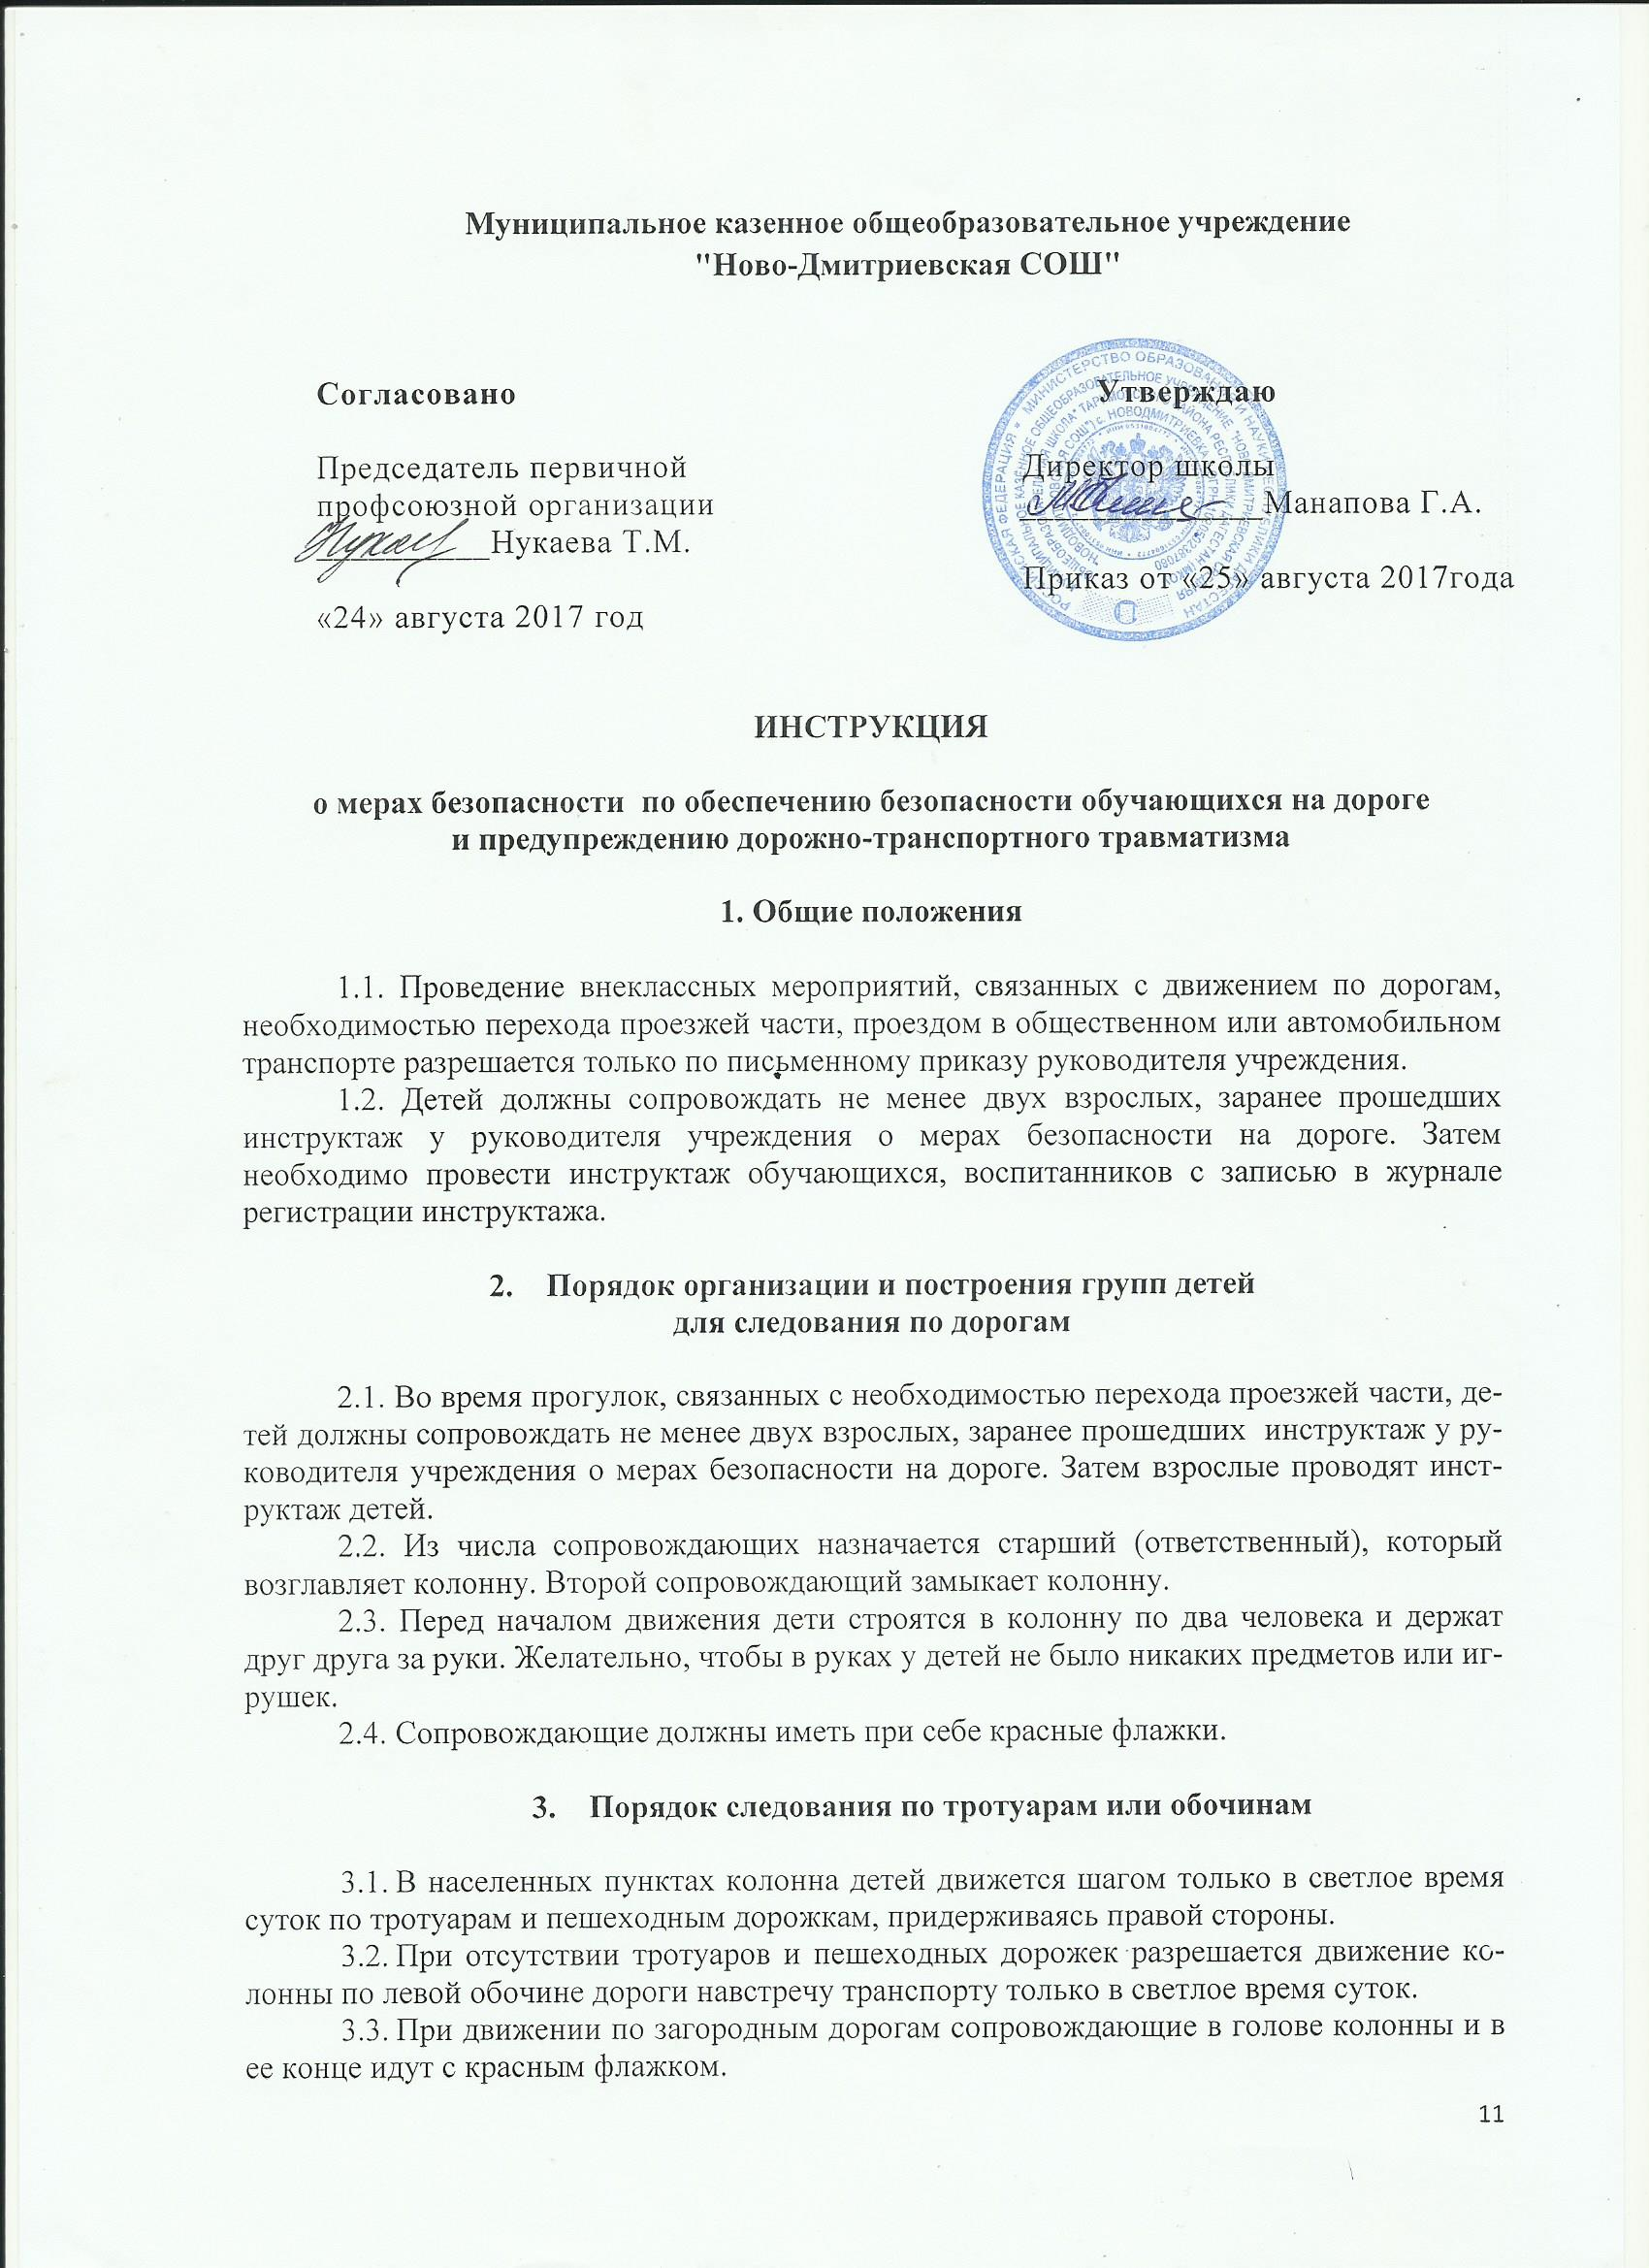 Муниципальное казенное общеобразовательное учреждение
"Ново-Дмитриевская СОШ"
Согласовано
Утверждаю
Председатель первичной
профсоюзной организации
Нукаева Т.М.
«24» августа 2017 год
Директор школы
Манапова Г.А.
Приказ от «25» августа 2017года
ИНСТРУКЦИЯ
о мерах безопасности по обеспечению безопасности обучающихся на дороге
и предупреждению дорожно-транспортного травматизма
1. Общие положения
1.1. Проведение внеклассных мероприятий, связанных с движением по дорогам,
необходимостью перехода проезжей части, проездом в общественном или автомобильном
транспорте разрешается только по письменному приказу руководителя учреждения.
1.2. Детей должны сопровождать не менее двух взрослых, заранее прошедших
инструктаж у руководителя учреждения о мерах безопасности на дороге. Затем
необходимо провести инструктаж обучающихся, воспитанников с записью в журнале
регистрации инструктажа.
2. Порядок организации и построения групп детей
для следования по дорогам
2.1. Во время прогулок, связанных с необходимостью перехода проезжей части, де-
тей должны сопровождать не менее двух взрослых, заранее прошедших инструктаж у ру-
ководителя учреждения о мерах безопасности на дороге. Затем взрослые проводят инст-
руктаж детей.
2.2. Из числа сопровождающих назначается старший (ответственный), который
возглавляет колонну. Второй сопровождающий замыкает колонну.
2.3. Перед началом движения дети строятся в колонну по два человека и держат
друг друга за руки. Желательно, чтобы в руках у детей не было никаких предметов или иг-
рушек.
2.4. Сопровождающие должны иметь при себе красные флажки.
3. Порядок следования по тротуарам или обочинам
3.1. В населенных пунктах колонна детей движется шагом только в светлое время
суток по тротуарам и пешеходным дорожкам, придерживаясь правой стороны.
3.2. При отсутствии тротуаров и пешеходных дорожек разрешается движение ко-
лонны по левой обочине дороги навстречу транспорту только в светлое время суток.
3.3. При движении по загородным дорогам сопровождающие в голове колонны и в
ее конце идут с красным флажком.
11